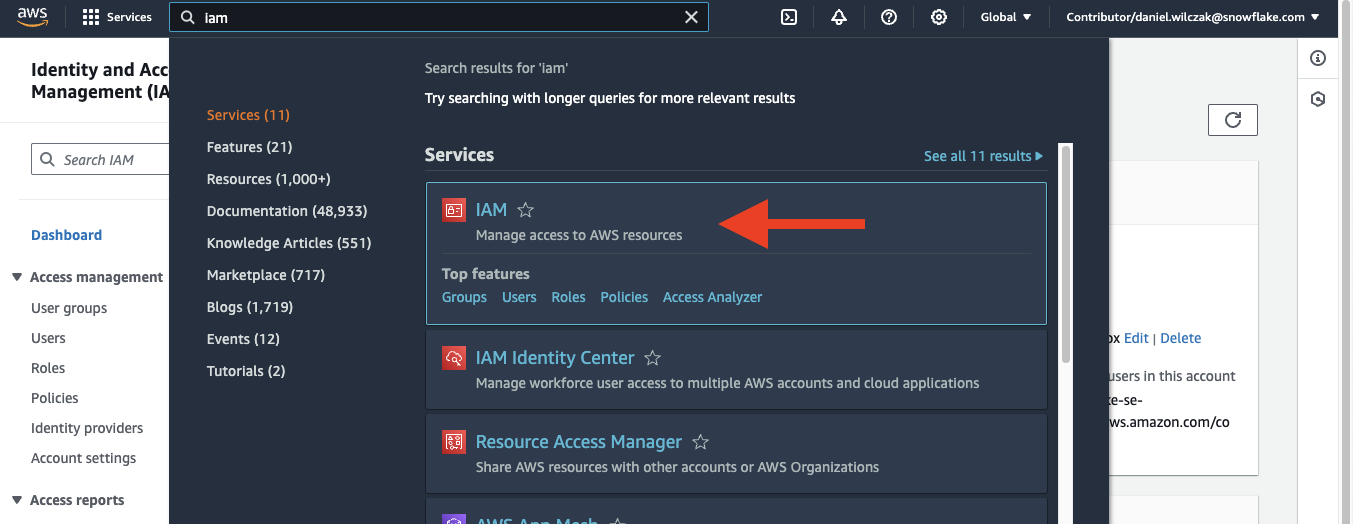 aws
Services
iam
Global
Contributor/daniel.wilczak@snowflake.com
Identity and Acc
Management (IA
Search IAM
Dashboard
Access management
User groups
Users
Roles
Policies
Identity providers
Account settings
Access reports
Services (11)
Features (21)
Resources (1,000+)
Documentation (48,933)
Knowledge Articles (551)
Marketplace (717)
Blogs (1,719)
Events (12)
Tutorials (2)
Search results for 'iam'
Try searching with longer queries for more relevant results
Services
See all 11 results
IAM
Manage access to AWS resources
Top features
Groups Users Roles Policies Access Analyzer
IAM Identity Center
Manage workforce user access to multiple AWS accounts and cloud applications
Resource Access Manager
Share AWS resources with other accounts or AWS Organizations
AWS App Mesh
ox Edit | Delete
users in this account
ke-se-
ws.amazon.com/co